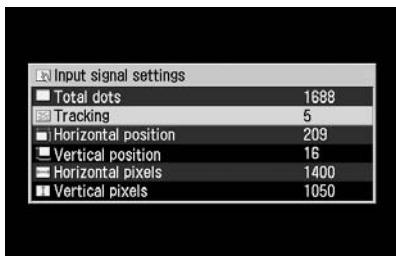 Input signal settings
Total dots 1688
Tracking 5
Horizontal position 209
Vertical position 16
Horizontal pixels 1400
Vertical pixels 1050